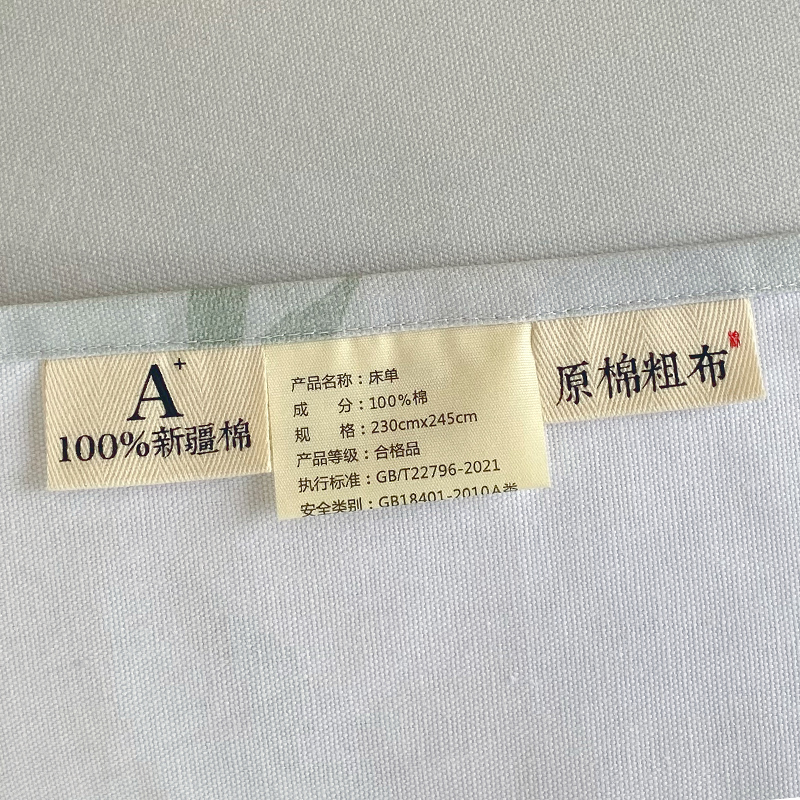 A+
100%新疆棉
产品名称：床单
成 分：100%棉
规 格：230cmx245cm
产品等级：合格品
执行标准：GB/T22796-2021
安全类别：GB18401-2010A类
原棉粗布